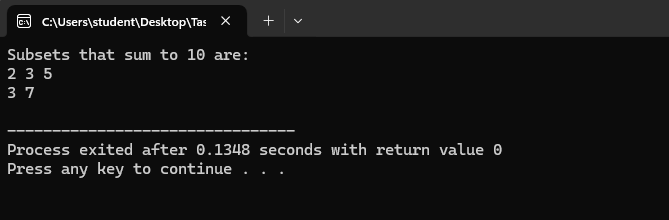 C:\Users\student\Desktop\Tas
Subsets that sum to 10 are:
2 3 5
3 7
--------------------------------
Process exited after 0.1348 seconds with return value 0
Press any key to continue . . .